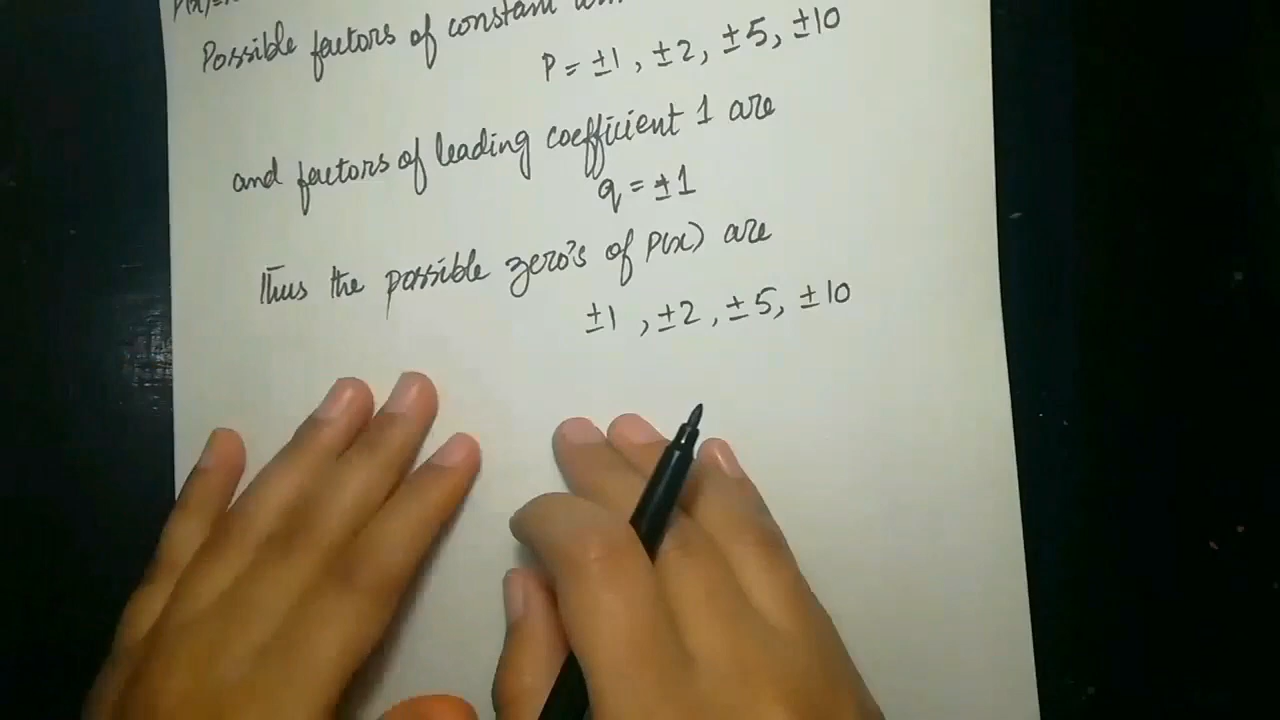 Possible factors of constant
P = ±1, ±2, ±5, ±10
and factors of leading coefficient 1 are
q = ±1
Thus the possible zero's of P(x) are
±1, ±2, ±5, ±10